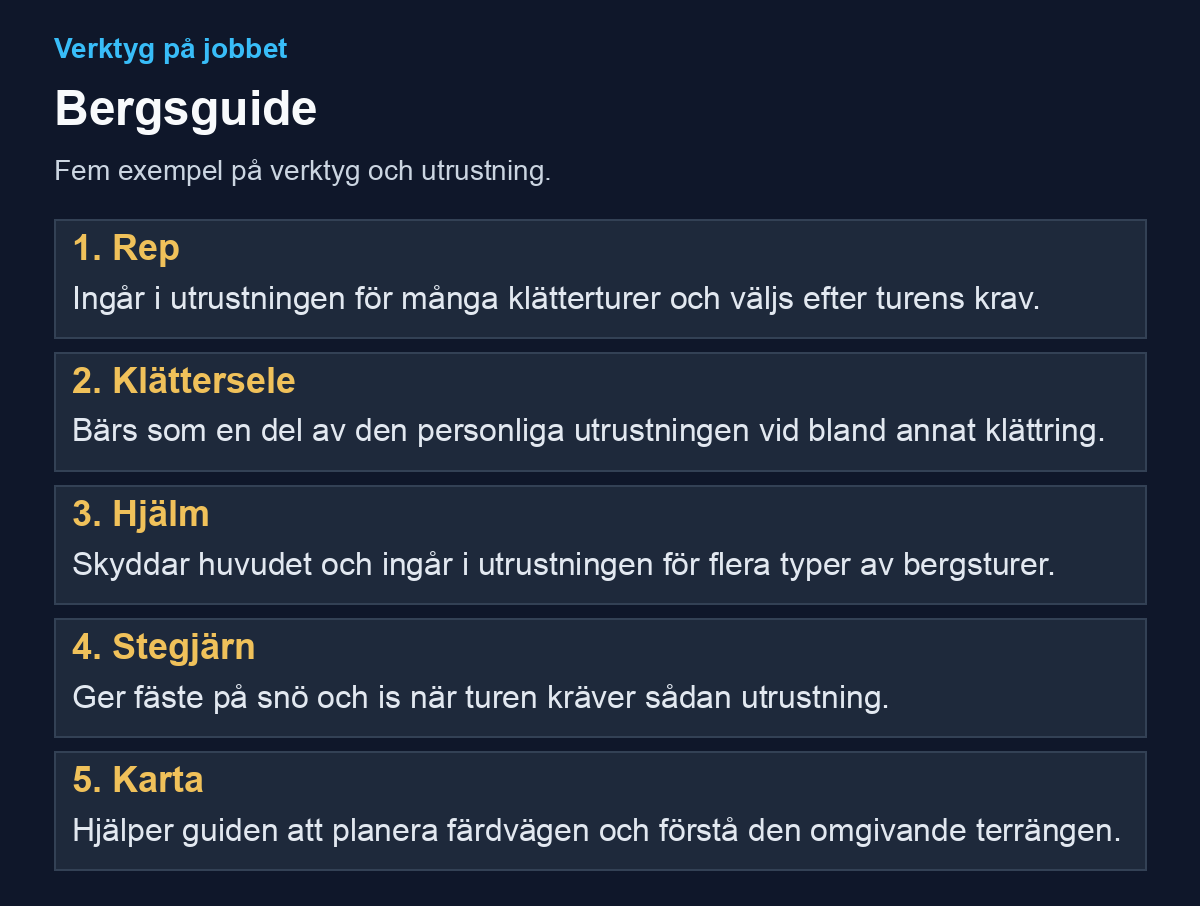 Verktyg på jobbet
Bergsguide
Fem exempel på verktyg och utrustning.
1. Rep
Ingår i utrustningen för många klätterturer och väljs efter turens krav.
2. Klättersele
Bärs som en del av den personliga utrustningen vid bland annat klättring.
3. Hjälm
Skyddar huvudet och ingår i utrustningen för flera typer av bergsturer.
4. Stegjärn
Ger fäste på snö och is när turen kräver sådan utrustning.
5. Karta
Hjälper guiden att planera färdvägen och förstå den omgivande terrängen.